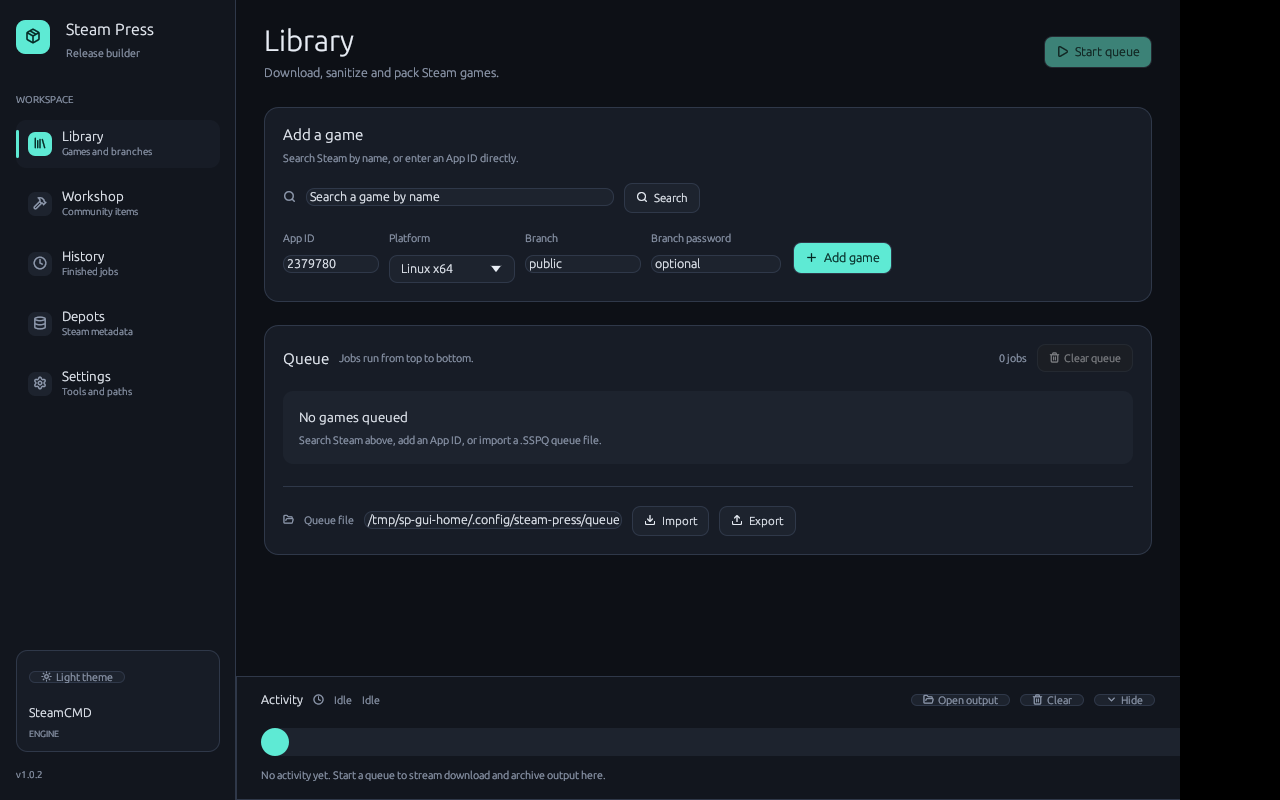 Steam Press
Release builder
WORKSPACE
Library
Games and branches
Workshop
Community items
History
Finished jobs
Depots
Steam metadata
Settings
Tools and paths
Light theme
SteamCMD
ENGINE
v1.0.2
Library
Download, sanitize and pack Steam games.
Start queue
Add a game
Search Steam by name, or enter an App ID directly.
Search a game by name
Search
App ID
Platform
Branch
Branch password
2379780
Linux x64
public
optional
Add game
Queue
Jobs run from top to bottom.
0 jobs
Clear queue
No games queued
Search Steam above, add an App ID, or import a .SSPQ queue file.
Queue file
/tmp/sp-gui-home/.config/steam-press/queue
Import
Export
Activity
Idle
Idle
Open output
Clear
Hide
No activity yet. Start a queue to stream download and archive output here.